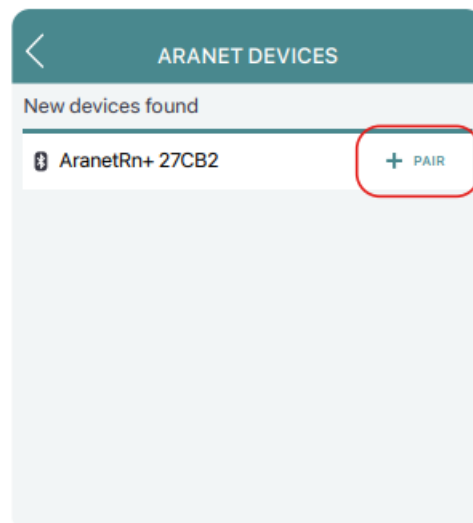 ARANET DEVICES
New devices found
AranetRn+ 27CB2
+ PAIR